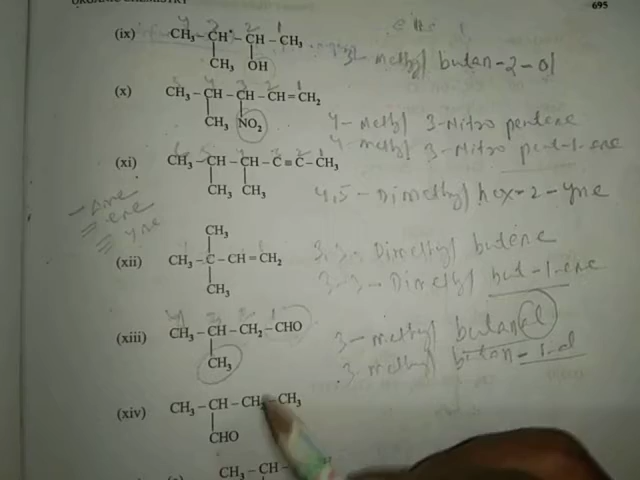 ORGANIC CHEMISTRY 695
(ix) CH3 – CH – CH – CH3
CH3 OH
3- methyl butan-2-ol
(x) CH3 – CH – CH – CH = CH2
CH3 NO2
4- methyl 3-Nitro pentene
4- methyl 3-Nitro pent-1-ene
(xi) CH3 – CH – CH – C ≡ C – CH3
CH3 CH3
4,5 - Dimethyl hex-2-yne
- ane
= ene
≡ yne
CH3
(xii) CH3 – C – CH = CH2
CH3
3,3- Dimethyl butene
3-3- Dimethyl but-1-ene
(xiii) CH3 – CH – CH2 – CHO
CH3
3- methyl butanal
3 methyl butan-1-al
(xiv) CH3 – CH – CH2 – CH3
CHO
CH3 – CH –